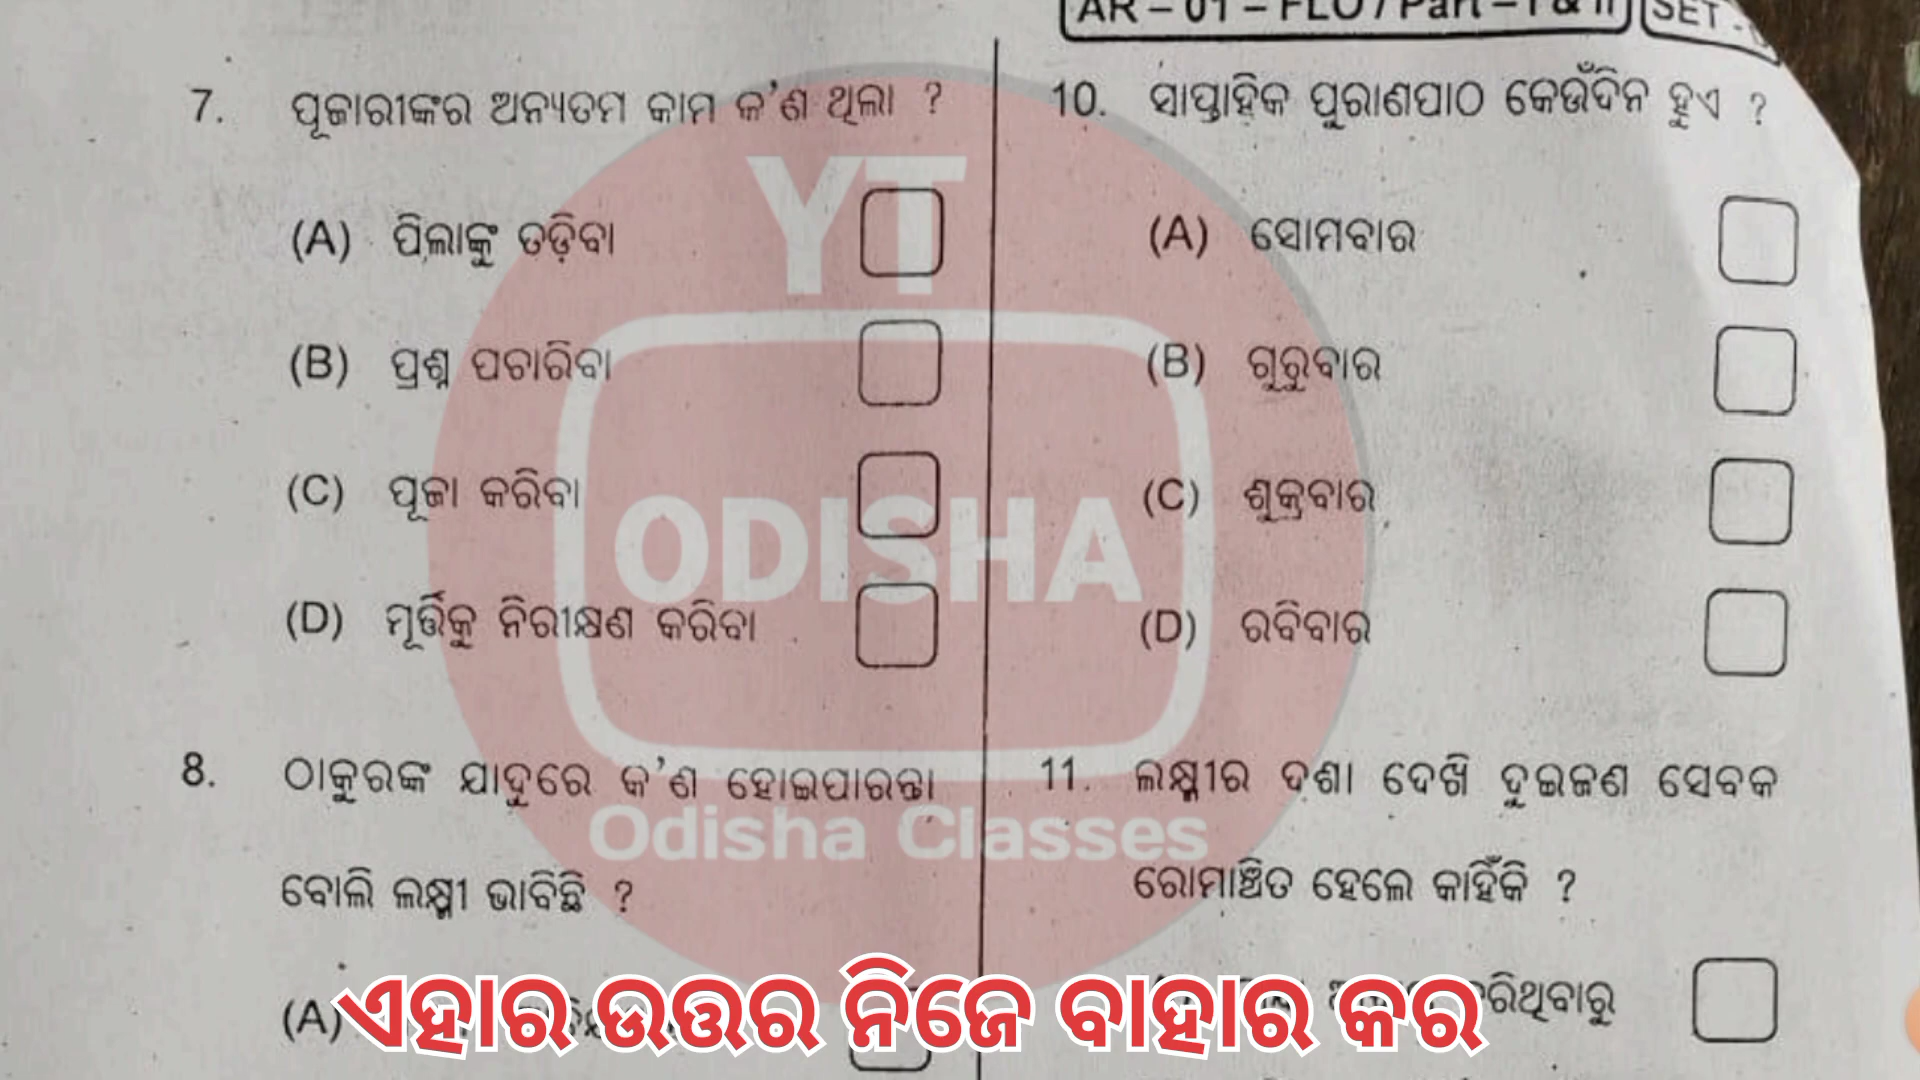 AR – 01 – FLO / Part – I & II
SET -
7. ପୂଜାରୀଙ୍କର ଅନ୍ୟତମ କାମ କ'ଣ ଥିଲା ?
(A) ପିଲାଙ୍କୁ ତଡ଼ିବା
(B) ପ୍ରଶ୍ନ ପଚାରିବା
(C) ପୂଜା କରିବା
(D) ମୂର୍ତ୍ତିକୁ ନିରୀକ୍ଷଣ କରିବା
8. ଠାକୁରଙ୍କ ଯାଦୁରେ କ'ଣ ହୋଇପାରନ୍ତା
ବୋଲି ଲକ୍ଷ୍ମୀ ଭାବିଛି ?
(A)
10. ସାପ୍ତାହିକ ପୁରାଣପାଠ କେଉଁଦିନ ହୁଏ ?
(A) ସୋମବାର
(B) ଗୁରୁବାର
(C) ଶୁକ୍ରବାର
(D) ରବିବାର
11. ଲକ୍ଷ୍ମୀର ଦଶା ଦେଖି ଦୁଇଜଣ ସେବକ
ରୋମାଞ୍ଚିତ ହେଲେ କାହିଁକି ?
YT
ODISHA
Odisha Classes
ଏହାର ଉତ୍ତର ନିଜେ ବାହାର କର